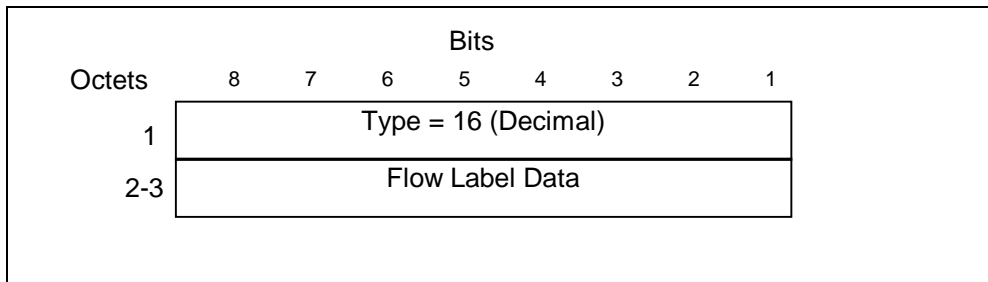 Bits
Octets 8 7 6 5 4 3 2 1
1 Type = 16 (Decimal)
2-3 Flow Label Data